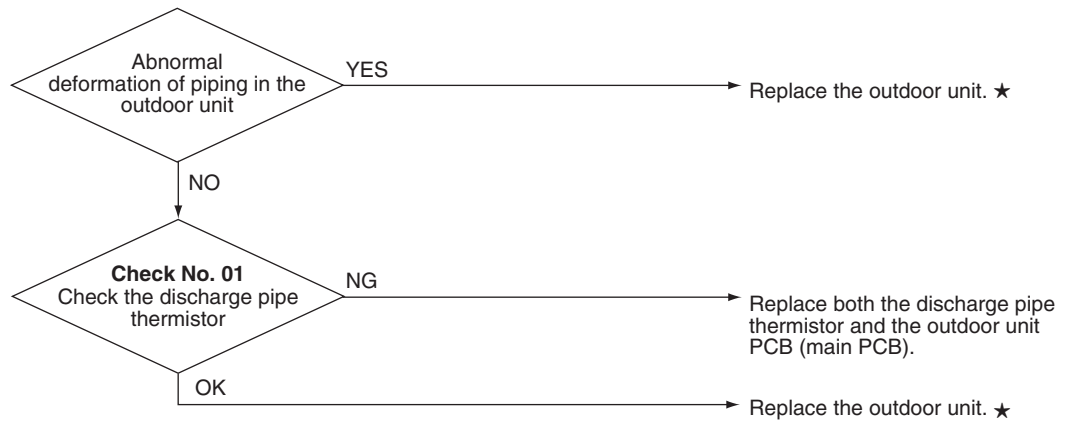 Abnormal
deformation of piping in the
outdoor unit
YES
Replace the outdoor unit. ★
NO
Check No. 01
Check the discharge pipe
thermistor
NG
Replace both the discharge pipe
thermistor and the outdoor unit
PCB (main PCB).
OK
Replace the outdoor unit. ★